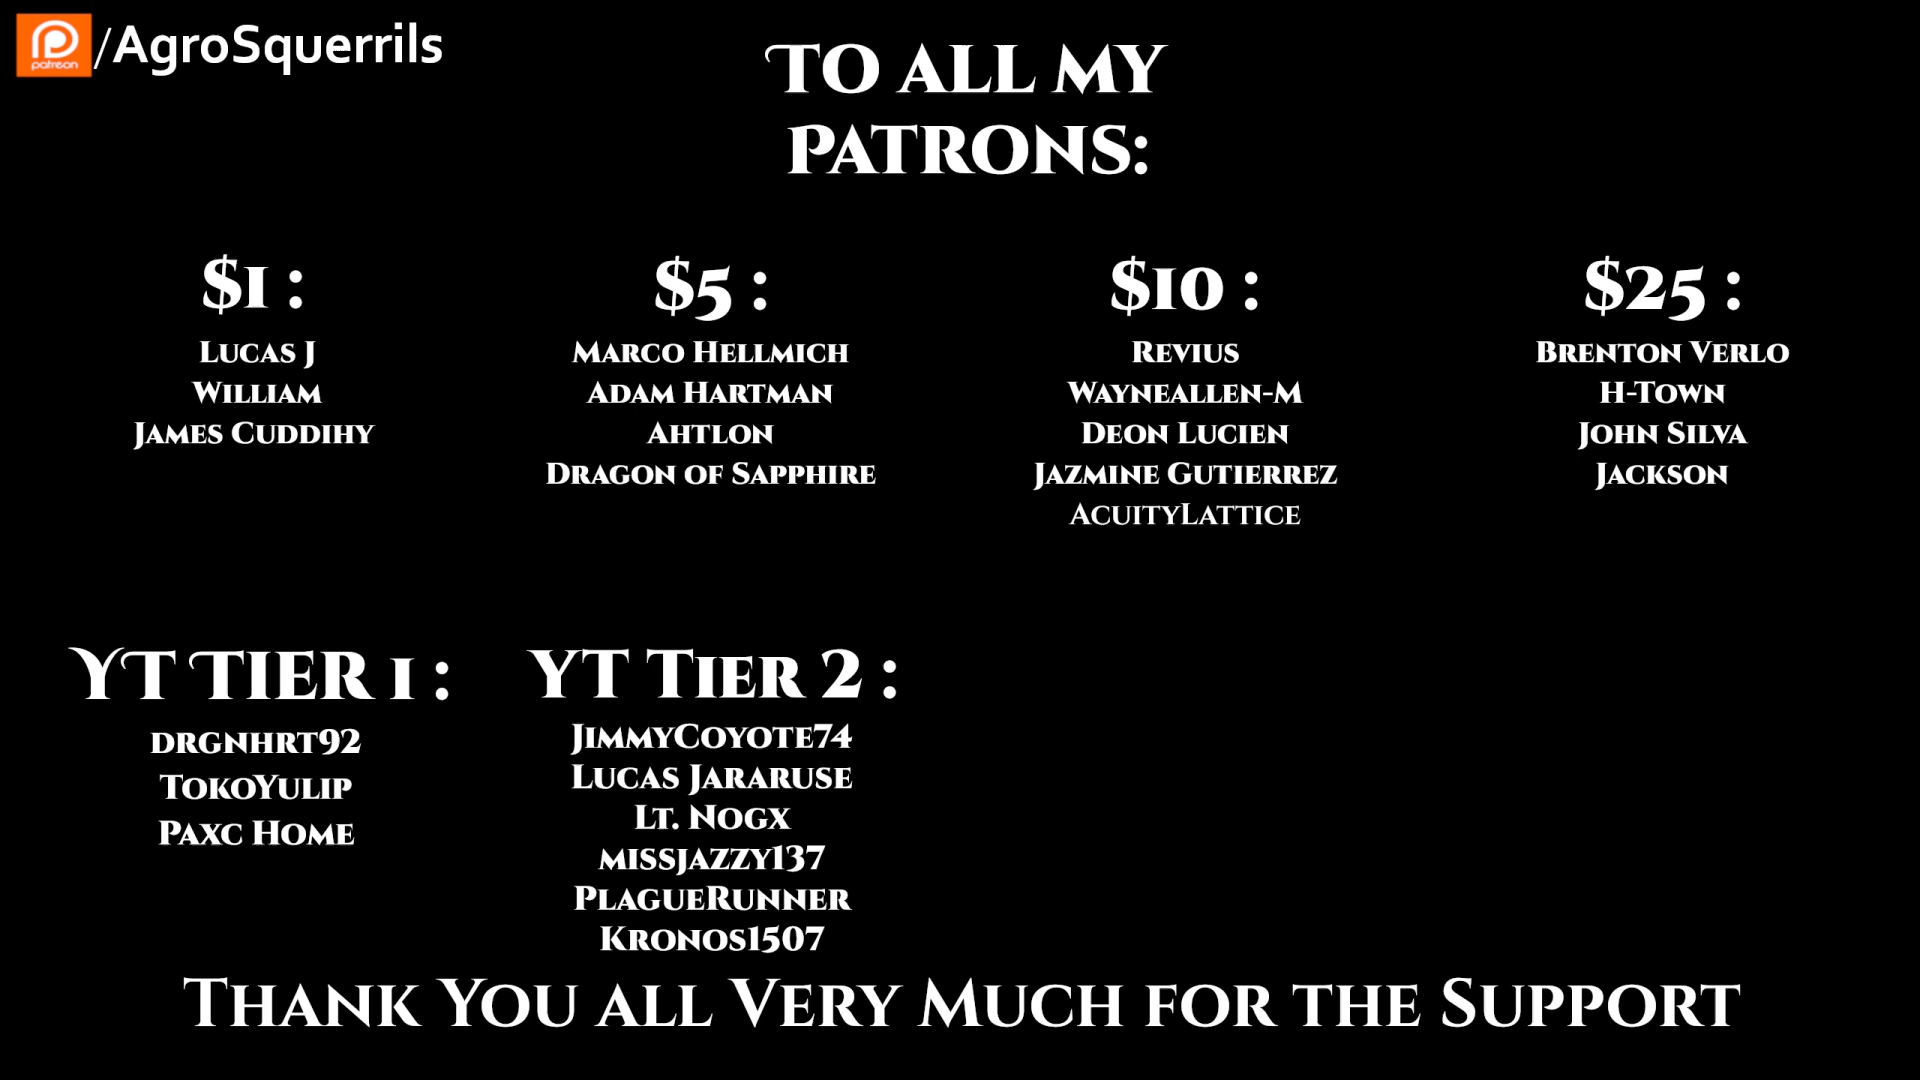 patreon
/AgroSquerrils
To all my
Patrons:
$1 :
Lucas J
William
James Cuddihy
$5 :
Marco Hellmich
Adam Hartman
Ahtlon
Dragon of Sapphire
$10 :
Revius
Wayneallen-M
Deon Lucien
Jazmine Gutierrez
AcuityLattice
$25 :
Brenton Verlo
H-Town
John Silva
Jackson
YT Tier 1 :
drgnhrt92
TokoYulip
Paxc Home
YT Tier 2 :
JimmyCoyote74
Lucas Jararuse
Lt. Nogx
missjazzy137
PlagueRunner
Kronos1507
Thank You all Very Much for the Support